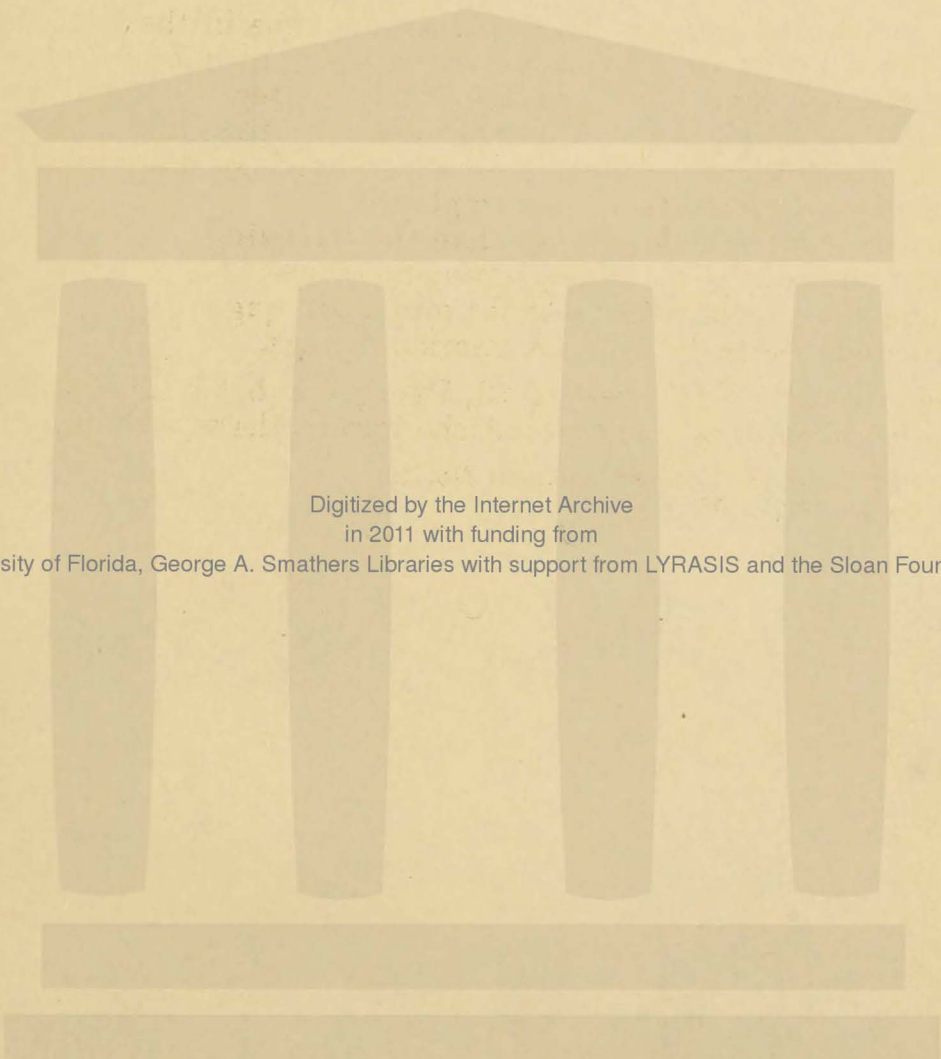 Digitized by the Internet Archive
in 2011 with funding from
sity of Florida, George A. Smathers Libraries with support from LYRASIS and the Sloan Four